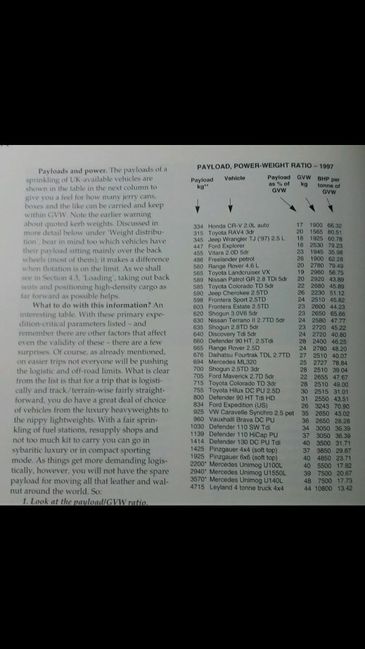 Payloads and power. The payloads of a
sprinkling of UK-available vehicles are
shown in the table in the next column to
give you a feel for how many jerry cans,
boxes and the like can be carried and keep
within GVW. Note the earlier warning
about quoted kerb weights. Discussed in
more detail below under 'Weight distribu-
tion', bear in mind too which vehicles have
their payload sitting mainly over the back
wheels (most of them); it makes a difference
when flotation is on the limit. As we shall
see in Section 4.3, 'Loading', taking out back
seats and positioning high-density cargo as
far forward as possible helps.
What to do with this information? An
interesting table. With these primary expe-
dition-critical parameters listed – and
remember there are other factors that affect
even the validity of these – there are a few
surprises. Of course, as already mentioned,
on easier trips not everyone will be pushing
the logistic and off-road limits. What is clear
from the list is that for a trip that is logisti-
cally and track/terrain-wise fairly straight-
forward, you do have a great deal of choice
of vehicles from the luxury heavyweights to
the nippy lightweights. With a fair sprin-
kling of fuel stations, resupply shops and
not too much kit to carry you can go in
sybaritic luxury or in compact sporting
mode. As things get more demanding logis-
tically, however, you will not have the spare
payload for moving all that leather and wal-
nut around the world. So:
1. Look at the payload/GVW ratio.
PAYLOAD, POWER-WEIGHT RATIO – 1997
Payload kg** Vehicle Payload as % of GVW GVW kg BHP per tonne of GVW
334 Honda CR-V 2.0L auto 17 1900 66.32
315 Toyota RAV4 3dr 20 1565 80.51
345 Jeep Wrangler TJ ('97) 2.5 L 18 1925 60.78
447 Ford Explorer 18 2530 79.23
455 Vitara 2.0D 5dr 23 1945 35.98
498 Freelander petrol 26 1900 62.28
560 Range Rover 4.6 L 20 2780 79.49
565 Toyota Landcruiser VX 19 2960 56.75
589 Nissan Patrol GR 2.8 TDi 5dr 20 2920 43.89
585 Toyota Colorado TD 5dr 22 2680 45.89
590 Jeep Cherokee 2.5TD 26 2230 51.12
598 Frontera Sport 2.5TD 24 2510 45.82
603 Frontera Estate 2.5TD 23 2600 44.23
620 Shogun 3.0V6 5dr 23 2650 65.66
630 Nissan Terrano II 2.7TD 5dr 24 2580 47.77
635 Shogun 2.8TD 5dr 23 2720 45.22
640 Discovery Tdi 5dr 24 2720 40.80
660 Defender 90 HT, 2.5Tdi 28 2400 46.25
665 Range Rover 2.5D 24 2780 48.20
676 Daihatsu Fourtrak TDL 2.7TD 27 2510 40.07
694 Mercedes ML320 25 2727 78.84
700 Shogun 2.5TD 3dr 28 2510 39.04
705 Ford Maverick 2.7D 5dr 22 2655 47.67
715 Toyota Colorado TD 3dr 28 2510 49.00
755 Toyota Hilux DC PU 2.5D 30 2515 31.01
800 Defender 90 HT Tdi HD 31 2550 43.51
834 Ford Expedition (US) 26 3243 70.90
925 VW Caravelle Synchro 2.5 pet 35 2650 43.02
960 Vauxhall Brava DC PU 36 2650 28.28
1030 Defender 110 SW Tdi 34 3050 36.39
1139 Defender 110 HiCap PU 37 3050 36.39
1414 Defender 130 DC PU Tdi 40 3500 31.71
1425 Pinzgauer 4x4 (soft top) 37 3850 29.87
1925 Pinzgauer 6x6 (soft top) 40 4850 23.71
2200* Mercedes Unimog U100L 40 5500 17.82
2940* Mercedes Unimog U1550L 39 7500 20.67
3570* Mercedes Unimog U140L 48 7500 17.73
4715 Leyland 4 tonne truck 4x4 44 10800 13.42